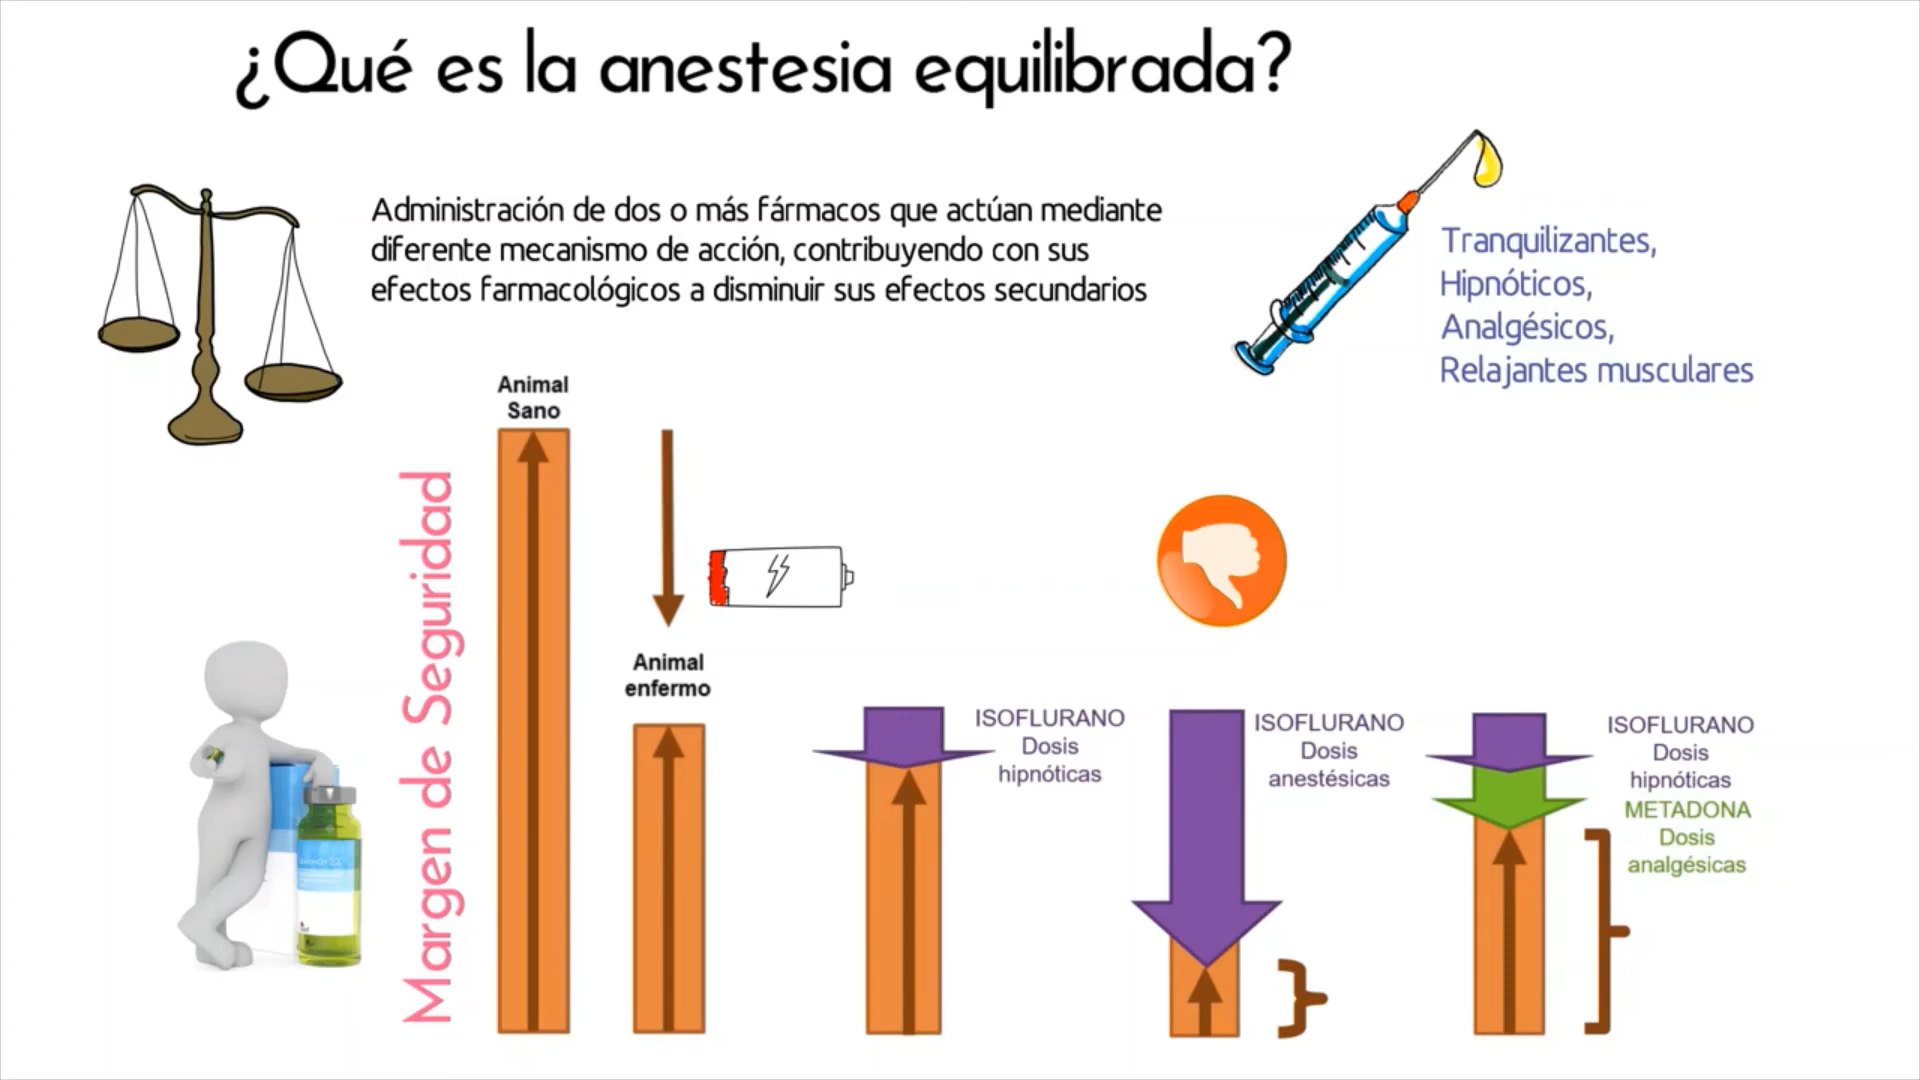 ¿Qué es la anestesia equilibrada?
Administración de dos o más fármacos que actúan mediante
diferente mecanismo de acción, contribuyendo con sus
efectos farmacológicos a disminuir sus efectos secundarios
Tranquilizantes,
Hipnóticos,
Analgésicos,
Relajantes musculares
Margen de Seguridad
Animal
Sano
Animal
enfermo
ISOFLURANO
Dosis
hipnóticas
ISOFLURANO
Dosis
anestésicas
ISOFLURANO
Dosis
hipnóticas
METADONA
Dosis
analgésicas